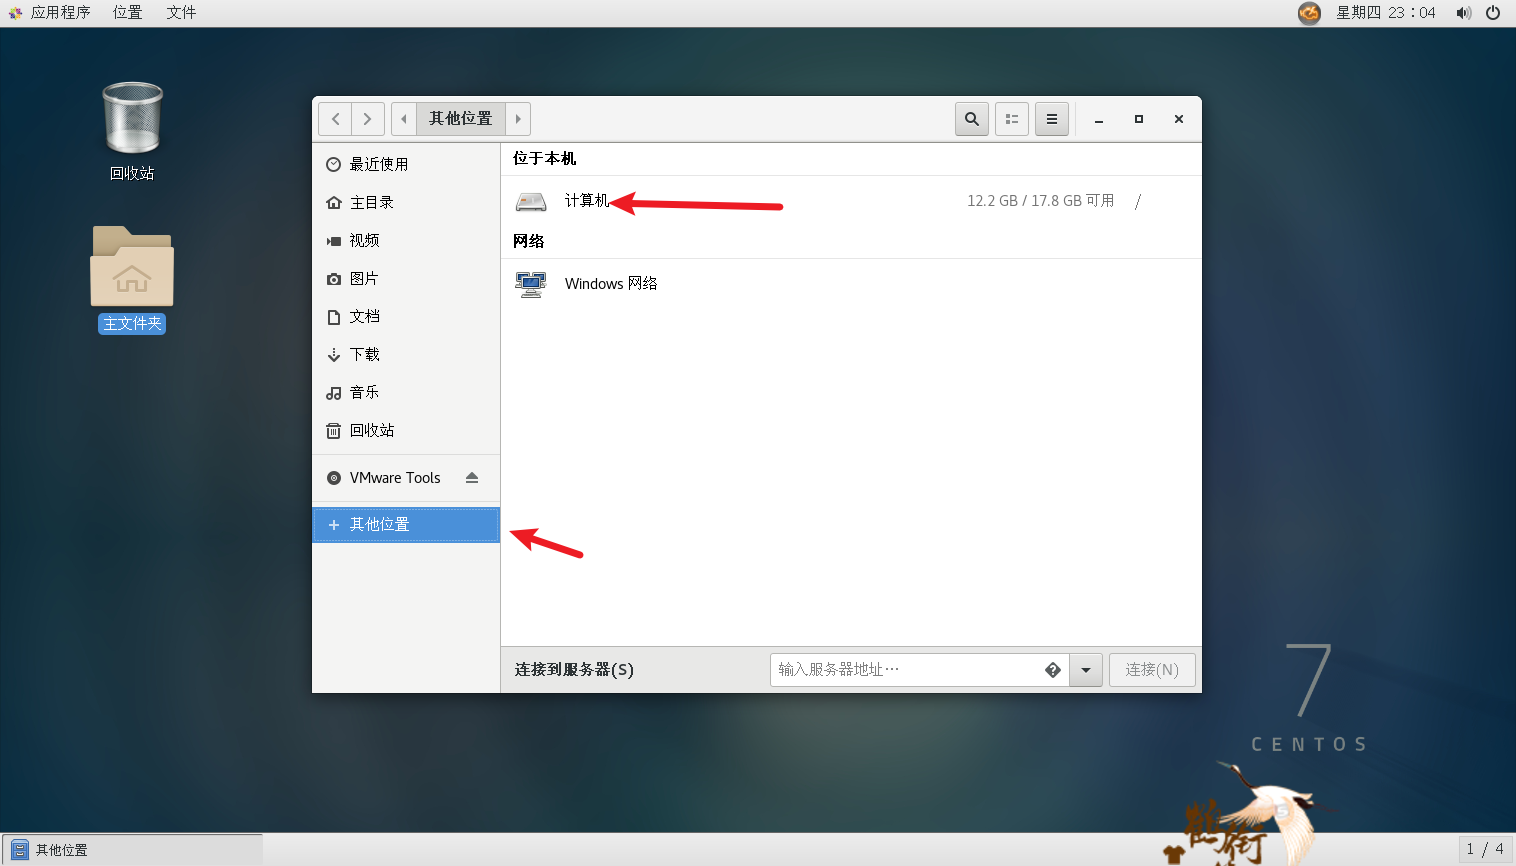 应用程序 位置 文件
星期四 23：04
回收站
主文件夹
其他位置
最近使用
主目录
视频
图片
文档
下载
音乐
回收站
VMware Tools
其他位置
位于本机
计算机 12.2 GB / 17.8 GB 可用 /
网络
Windows 网络
连接到服务器(S) 输入服务器地址… 连接(N)
7
CENTOS
其他位置
1 / 4